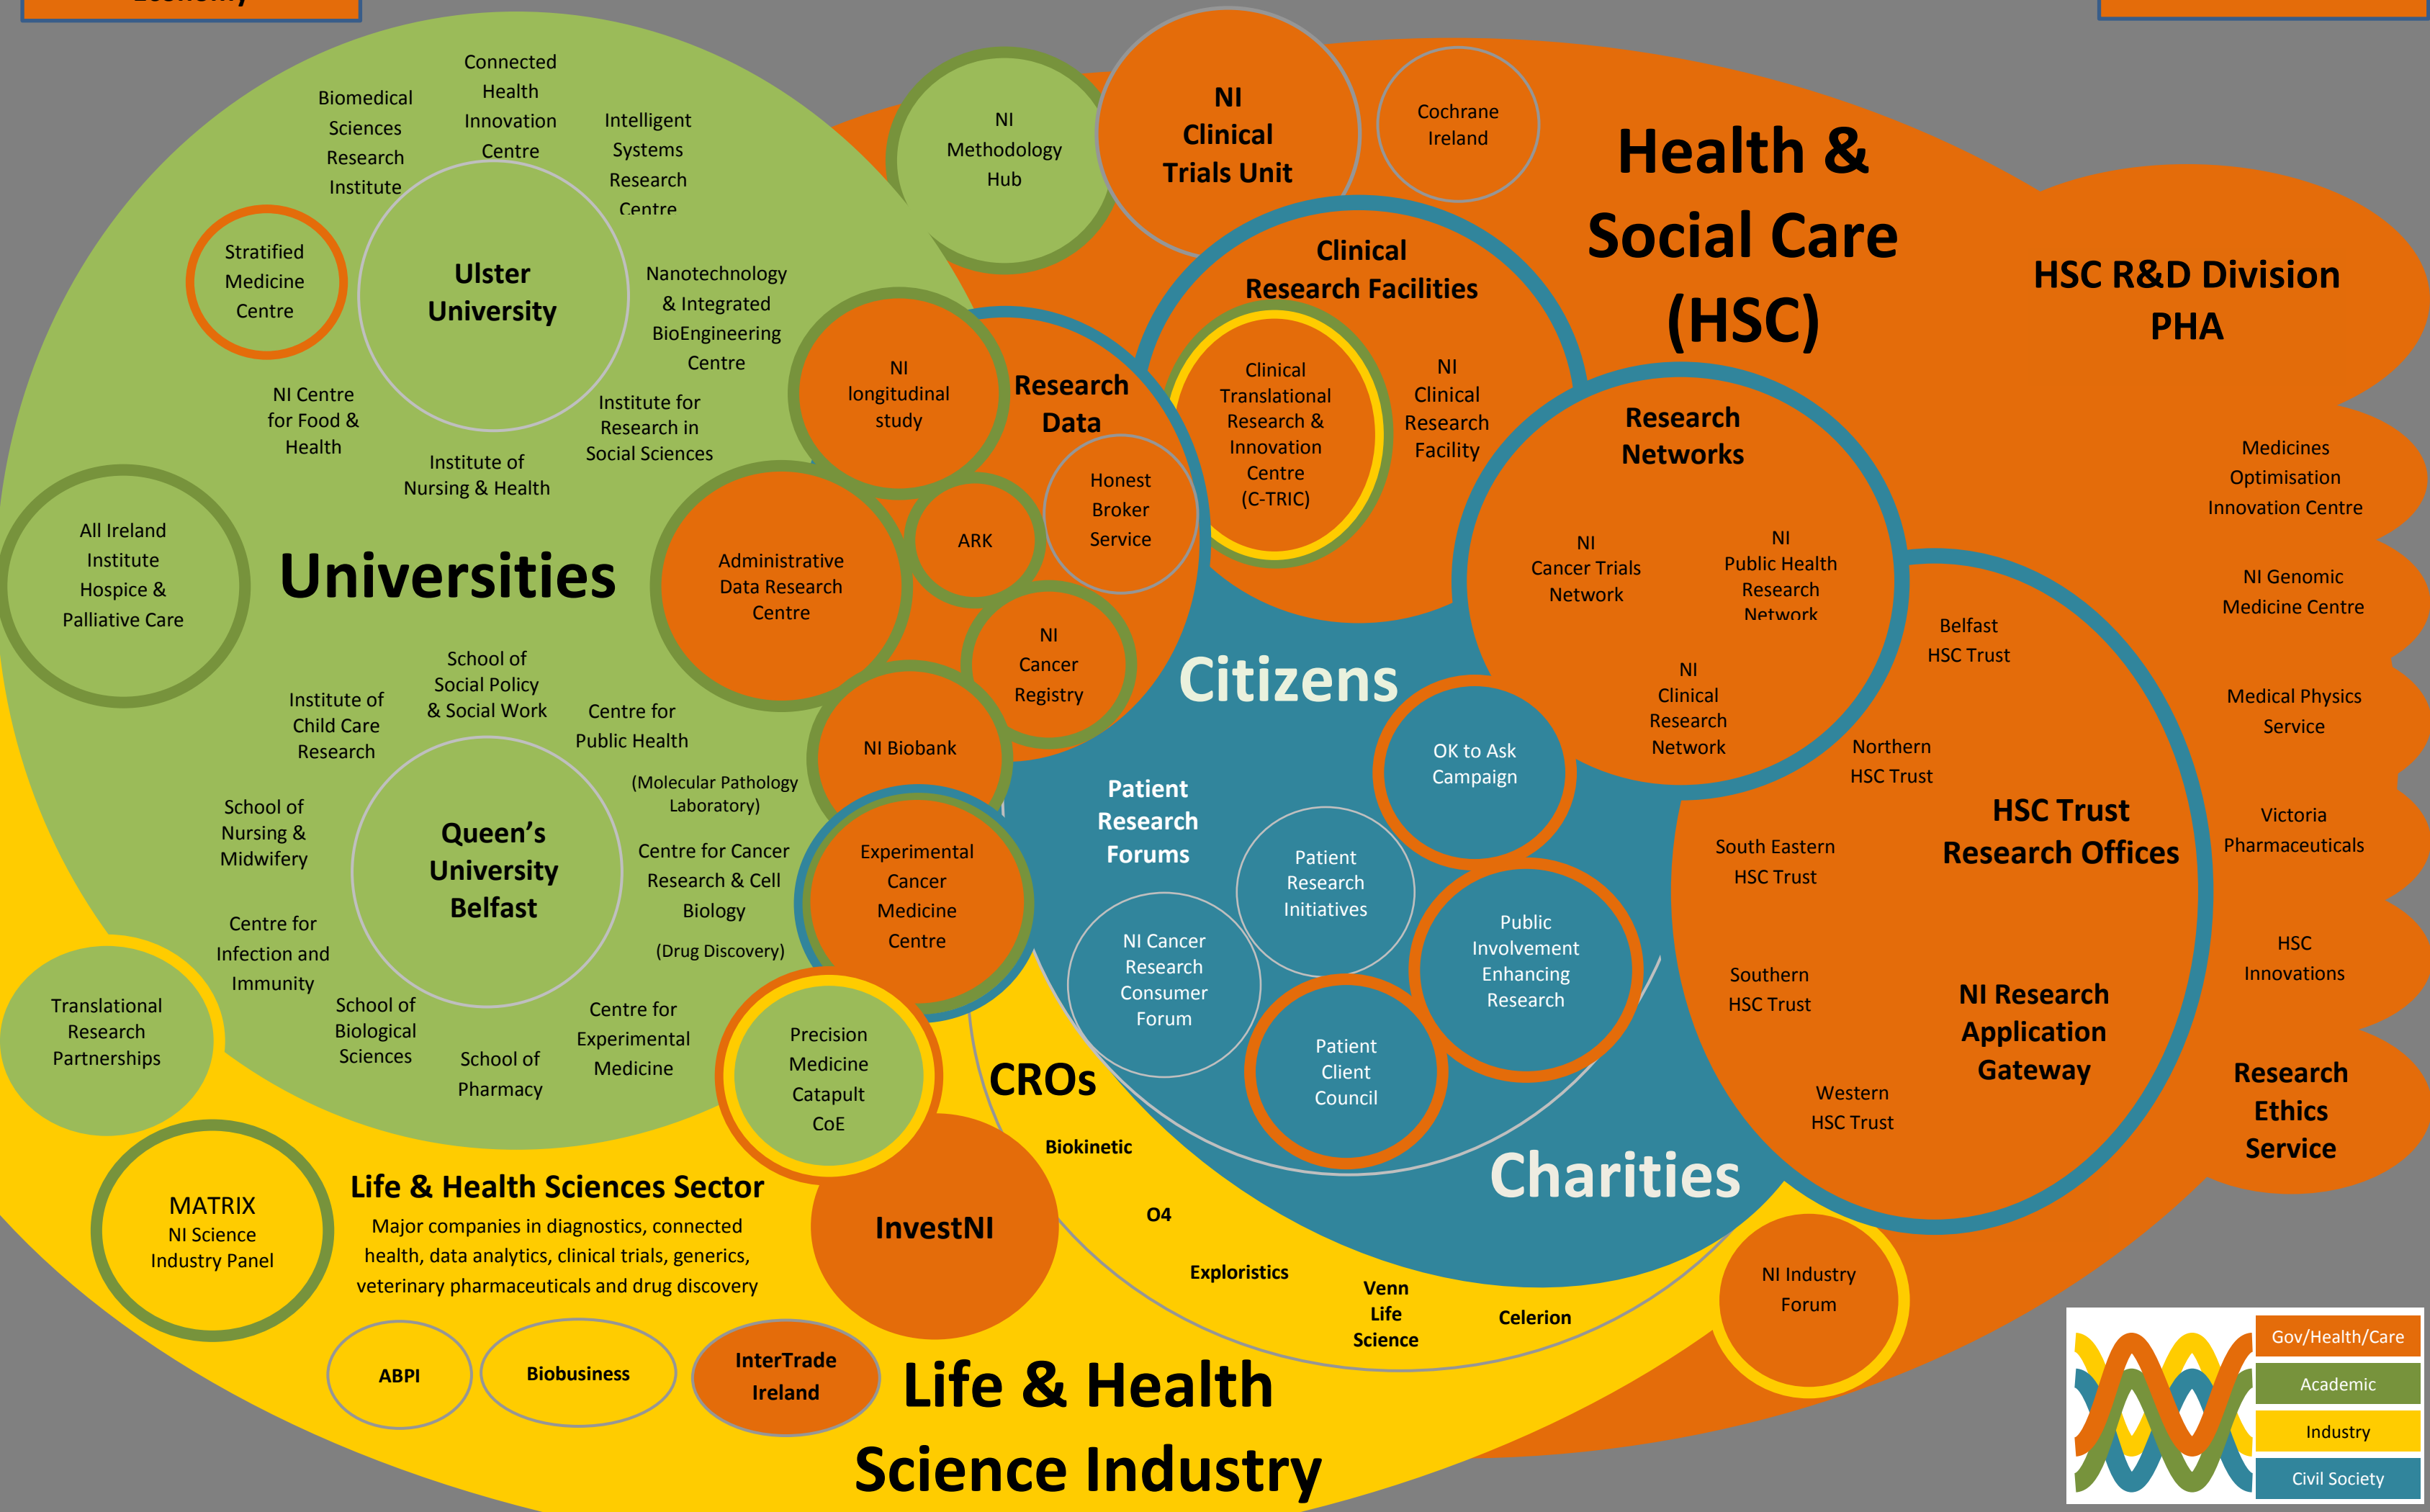 Economy
Connected
Health
Innovation
Centre
Biomedical
Sciences
Research
Institute
Intelligent
Systems
Research
Centre
Stratified
Medicine
Centre
Ulster
University
Nanotechnology
& Integrated
BioEngineering
Centre
NI Centre
for Food &
Health
Institute of
Nursing & Health
Institute for
Research in
Social Sciences
All Ireland
Institute
Hospice &
Palliative Care
Universities
School of
Social Policy
& Social Work
Institute of
Child Care
Research
Centre for
Public Health
(Molecular Pathology
Laboratory)
School of
Nursing &
Midwifery
Queen's
University
Belfast
Centre for Cancer
Research & Cell
Biology
(Drug Discovery)
Centre for
Infection and
Immunity
School of
Biological
Sciences
School of
Pharmacy
Centre for
Experimental
Medicine
Translational
Research
Partnerships
NI
Methodology
Hub
NI
Clinical
Trials Unit
Cochrane
Ireland
Health &
Social Care
(HSC)
HSC R&D Division
PHA
Clinical
Research Facilities
Clinical
Translational
Research &
Innovation
Centre
(C-TRIC)
NI
Clinical
Research
Facility
NI
longitudinal
study
Research
Data
Honest
Broker
Service
ARK
Administrative
Data Research
Centre
NI
Cancer
Registry
NI Biobank
Experimental
Cancer
Medicine
Centre
Precision
Medicine
Catapult
CoE
Research
Networks
NI
Cancer Trials
Network
NI
Public Health
Research
Network
NI
Clinical
Research
Network
Medicines
Optimisation
Innovation Centre
NI Genomic
Medicine Centre
Medical Physics
Service
Victoria
Pharmaceuticals
HSC
Innovations
Research
Ethics
Service
Belfast
HSC Trust
Northern
HSC Trust
South Eastern
HSC Trust
Southern
HSC Trust
Western
HSC Trust
HSC Trust
Research Offices
NI Research
Application
Gateway
Citizens
OK to Ask
Campaign
Patient
Research
Forums
Patient
Research
Initiatives
NI Cancer
Research
Consumer
Forum
Public
Involvement
Enhancing
Research
Patient
Client
Council
Charities
CROs
Biokinetic
O4
Exploristics
Venn
Life
Science
Celerion
NI Industry
Forum
MATRIX
NI Science
Industry Panel
Life & Health Sciences Sector
Major companies in diagnostics, connected
health, data analytics, clinical trials, generics,
veterinary pharmaceuticals and drug discovery
InvestNI
ABPI
Biobusiness
InterTrade
Ireland
Life & Health
Science Industry
Gov/Health/Care
Academic
Industry
Civil Society